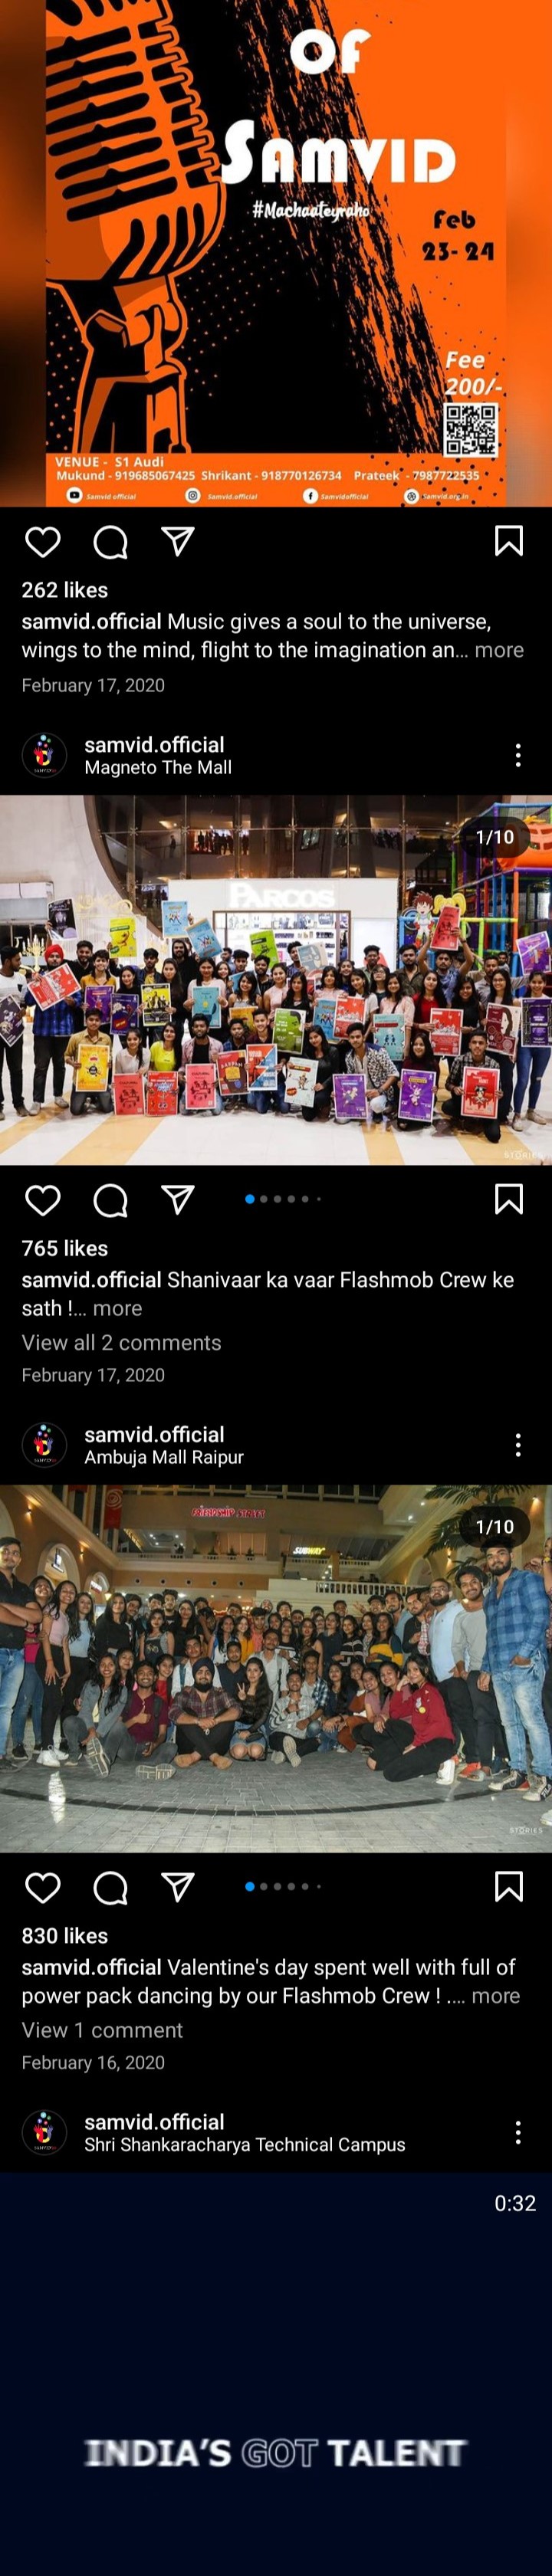 OF
SAMVID
#Machaateyraho
Feb
23-24
Fee
200/-
VENUE - S1 Audi
Mukund - 919685067425 Shrikant - 918770126734 Prateek - 7987722535
Samvid official Samvid.official Samvidofficial Samvid.org.in
262 likes
samvid.official Music gives a soul to the universe,
wings to the mind, flight to the imagination an... more
February 17, 2020
samvid.official
Magneto The Mall
1/10
PARCOS
STORIES
765 likes
samvid.official Shanivaar ka vaar Flashmob Crew ke
sath !... more
View all 2 comments
February 17, 2020
samvid.official
Ambuja Mall Raipur
1/10
FRIENDSHIP STREET
SUBWAY
STORIES
830 likes
samvid.official Valentine's day spent well with full of
power pack dancing by our Flashmob Crew ! .... more
View 1 comment
February 16, 2020
samvid.official
Shri Shankaracharya Technical Campus
0:32
INDIA'S GOT TALENT